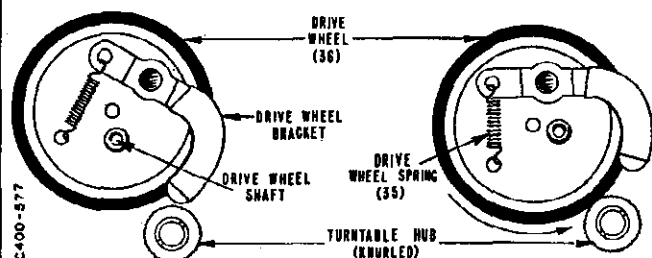 DRIVE
WHEEL
(36)
DRIVE WHEEL
BRACKET
DRIVE WHEEL
SHAFT
DRIVE
WHEEL SPRING
(35)
TURNTABLE HUB
(KNURLED)
C400-577